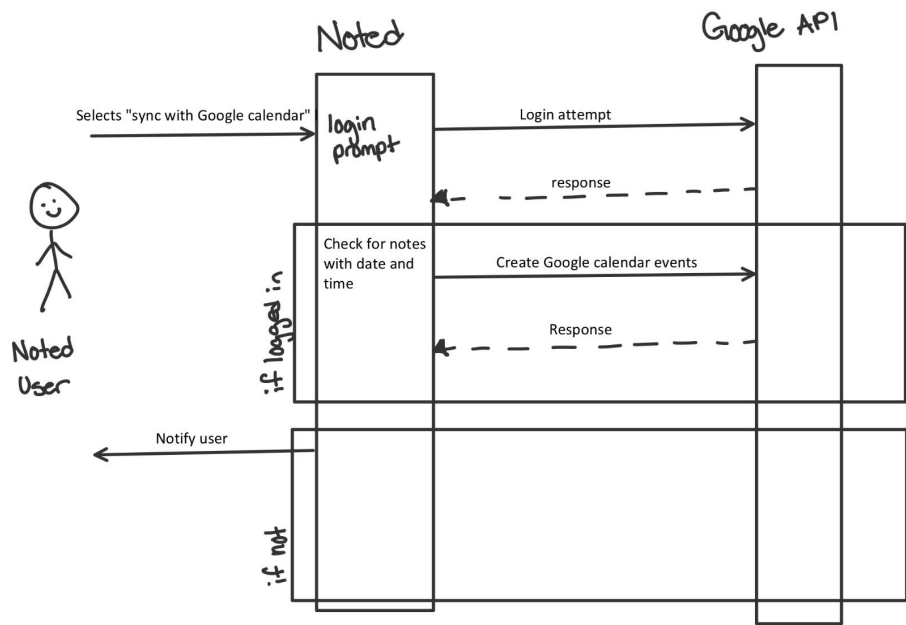 Noted
Google API
Selects "sync with Google calendar"
login
prompt
Login attempt
response
Check for notes
with date and
time
Create Google calendar events
Response
if logged in
Noted
User
Notify user
if not